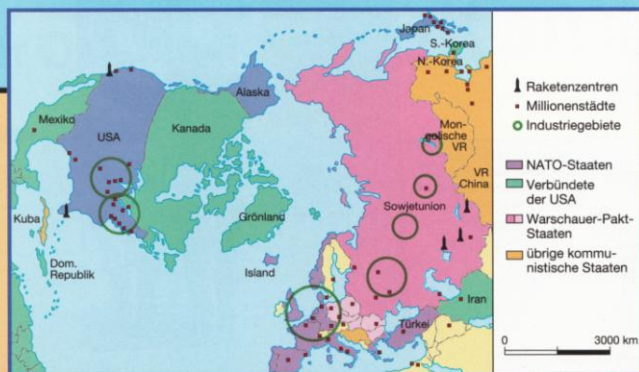 Japan
S.-Korea
N.-Korea
Alaska
Mexiko
USA
Kanada
Mon-
golische
VR
VR
China
Sowjetunion
Kuba
Grönland
Dom.
Republik
Island
Iran
Türkei
Raketenzentren
Millionenstädte
Industriegebiete
NATO-Staaten
Verbündete
der USA
Warschauer-Pakt-
Staaten
übrige kommu-
nistische Staaten
0 3000 km